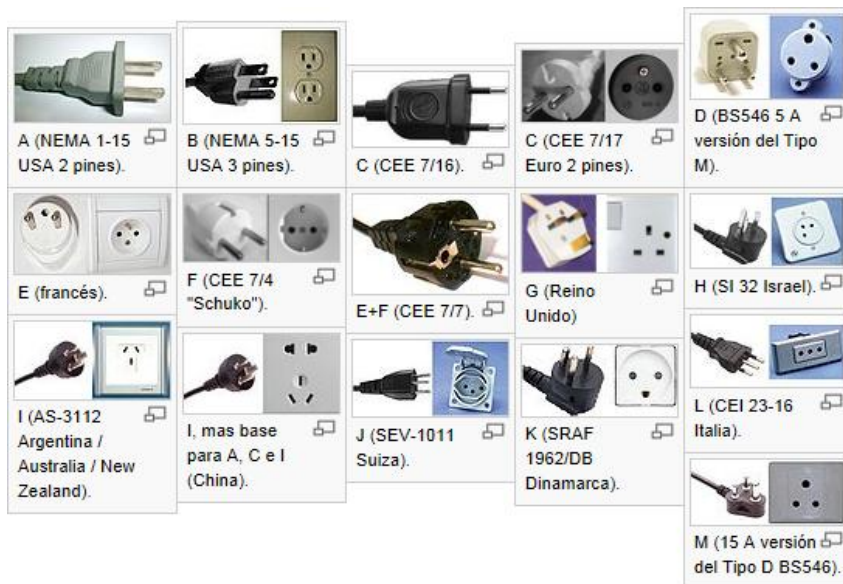 A (NEMA 1-15
USA 2 pines).
B (NEMA 5-15
USA 3 pines).
C (CEE 7/16).
C (CEE 7/17
Euro 2 pines).
D (BS546 5 A
versión del Tipo
M).
E (francés).
F (CEE 7/4
"Schuko").
E+F (CEE 7/7).
G (Reino
Unido)
H (SI 32 Israel).
I (AS-3112
Argentina /
Australia / New
Zealand).
I, mas base
para A, C e I
(China).
J (SEV-1011
Suiza).
K (SRAF
1962/DB
Dinamarca).
L (CEI 23-16
Italia).
M (15 A versión
del Tipo D BS546).